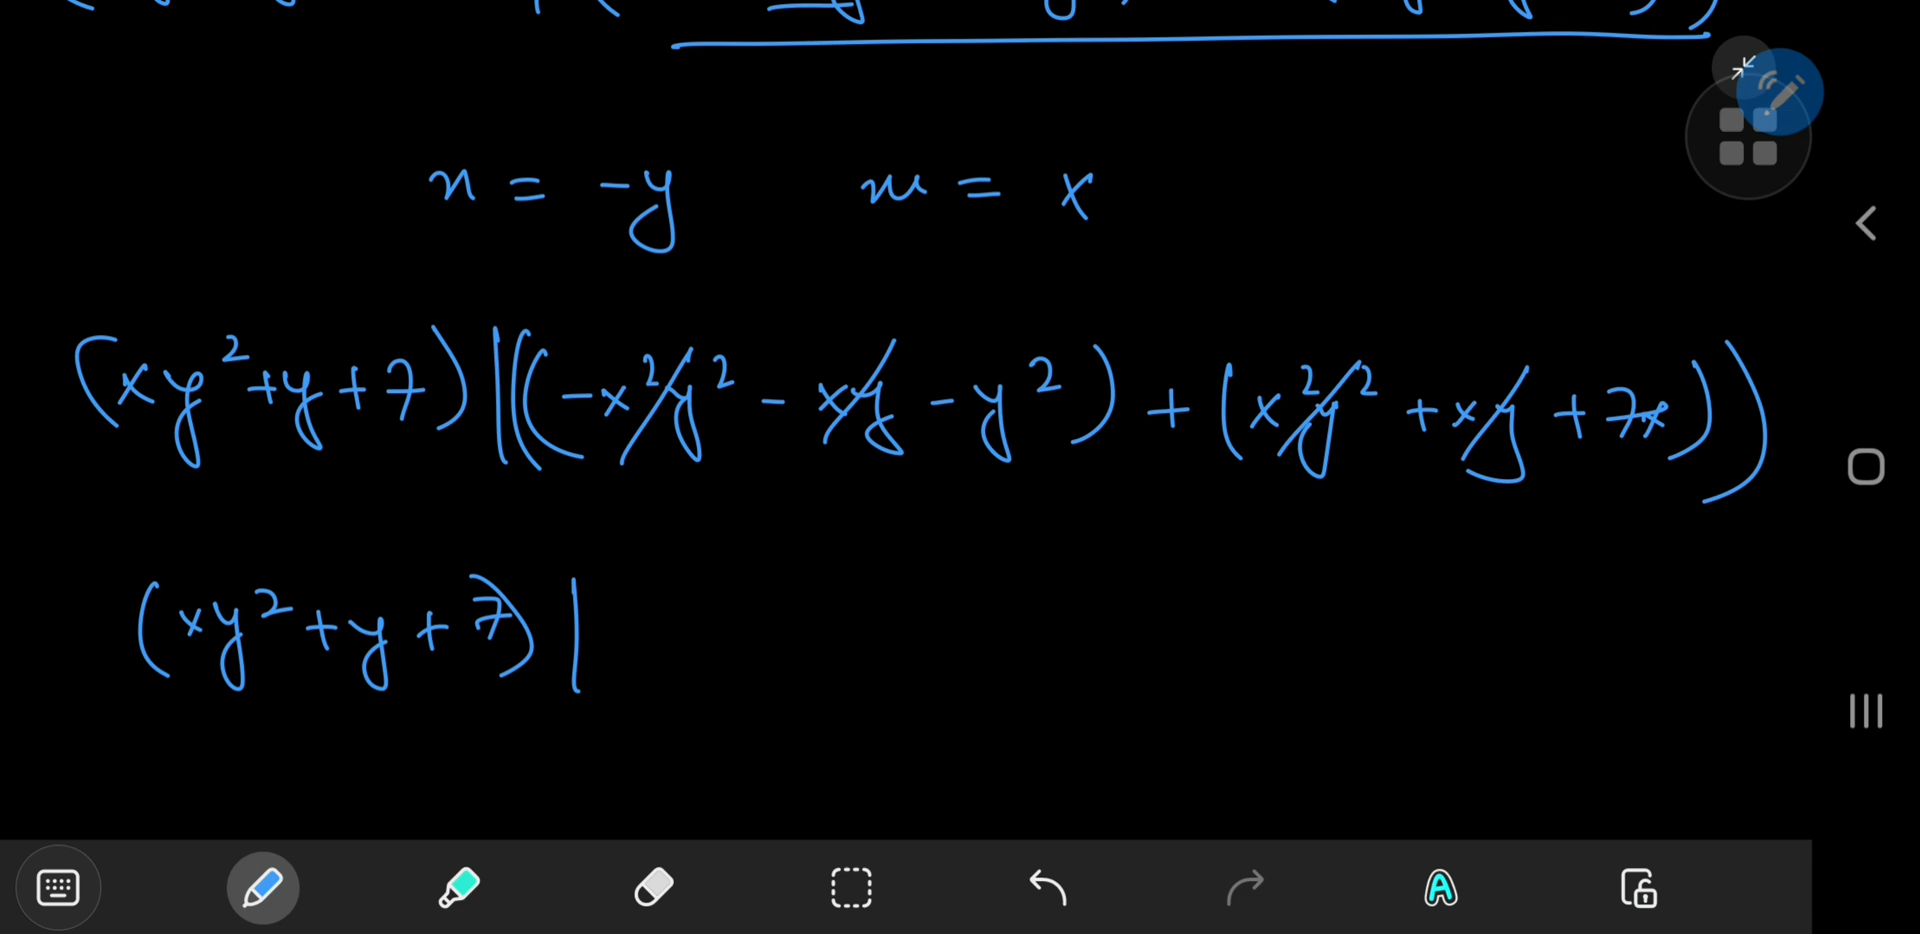 n = -y m = x
(xy²+y+7)|((-x²y² - xy - y²) + (x²y² + xy + 7x))
(xy²+y+7)|
A